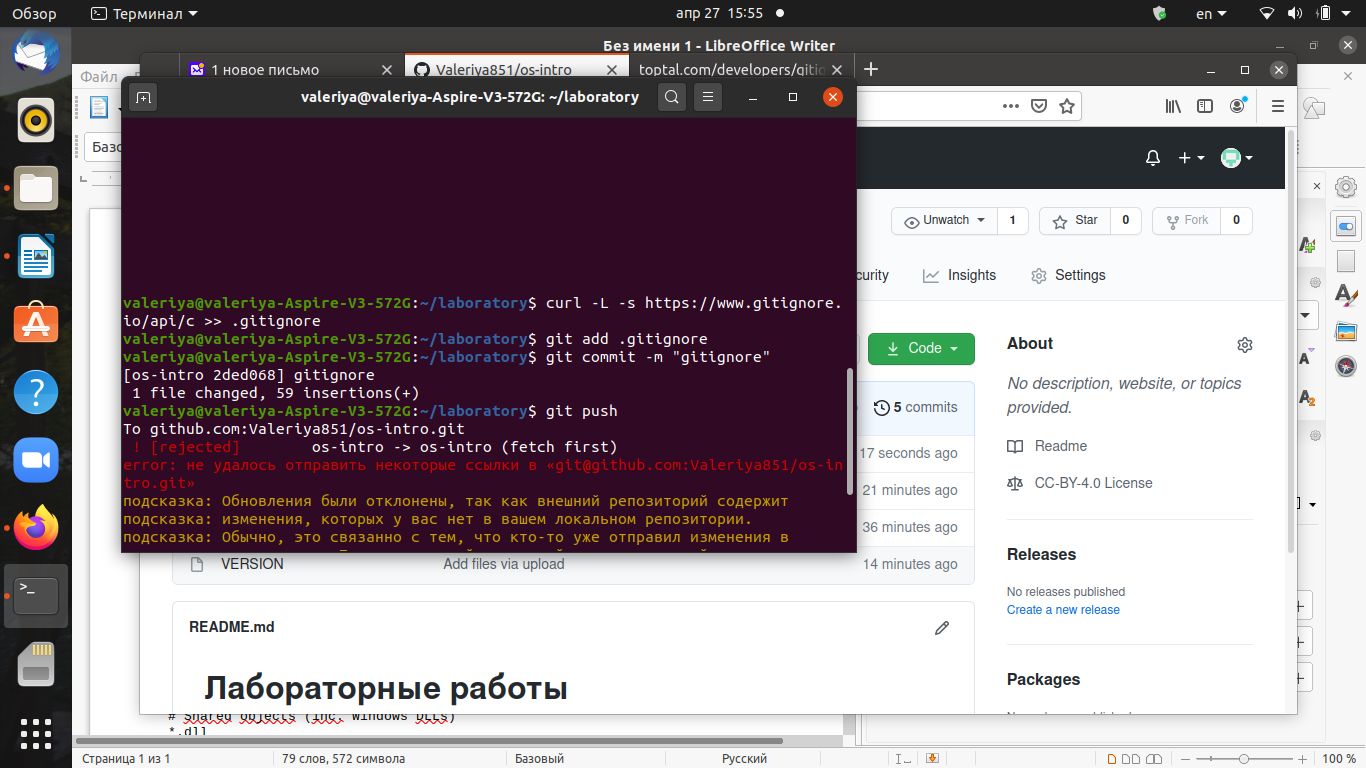 Обзор
Терминал
апр 27 15:55
en
Без имени 1 - LibreOffice Writer
Файл
1 новое письмо
Valeriya851/os-intro
toptal.com/developers/gitig
valeriya@valeriya-Aspire-V3-572G: ~/laboratory
Базо
Unwatch
1
Star
0
Fork
0
curity
Insights
Settings
valeriya@valeriya-Aspire-V3-572G:~/laboratory$ curl -L -s https://www.gitignore.
io/api/c >> .gitignore
valeriya@valeriya-Aspire-V3-572G:~/laboratory$ git add .gitignore
valeriya@valeriya-Aspire-V3-572G:~/laboratory$ git commit -m "gitignore"
[os-intro 2ded068] gitignore
1 file changed, 59 insertions(+)
valeriya@valeriya-Aspire-V3-572G:~/laboratory$ git push
To github.com:Valeriya851/os-intro.git
! [rejected] os-intro -> os-intro (fetch first)
error: не удалось отправить некоторые ссылки в «git@github.com:Valeriya851/os-in
tro.git»
подсказка: Обновления были отклонены, так как внешний репозиторий содержит
подсказка: изменения, которых у вас нет в вашем локальном репозитории.
подсказка: Обычно, это связанно с тем, что кто-то уже отправил изменения в
Code
5 commits
17 seconds ago
21 minutes ago
36 minutes ago
VERSION
Add files via upload
14 minutes ago
About
No description, website, or topics
provided.
Readme
CC-BY-4.0 License
Releases
No releases published
Create a new release
Packages
README.md
Лабораторные работы
# Shared objects (inc. Windows DLLs)
*.dll
Страница 1 из 1
79 слов, 572 символа
Базовый
Русский
100 %